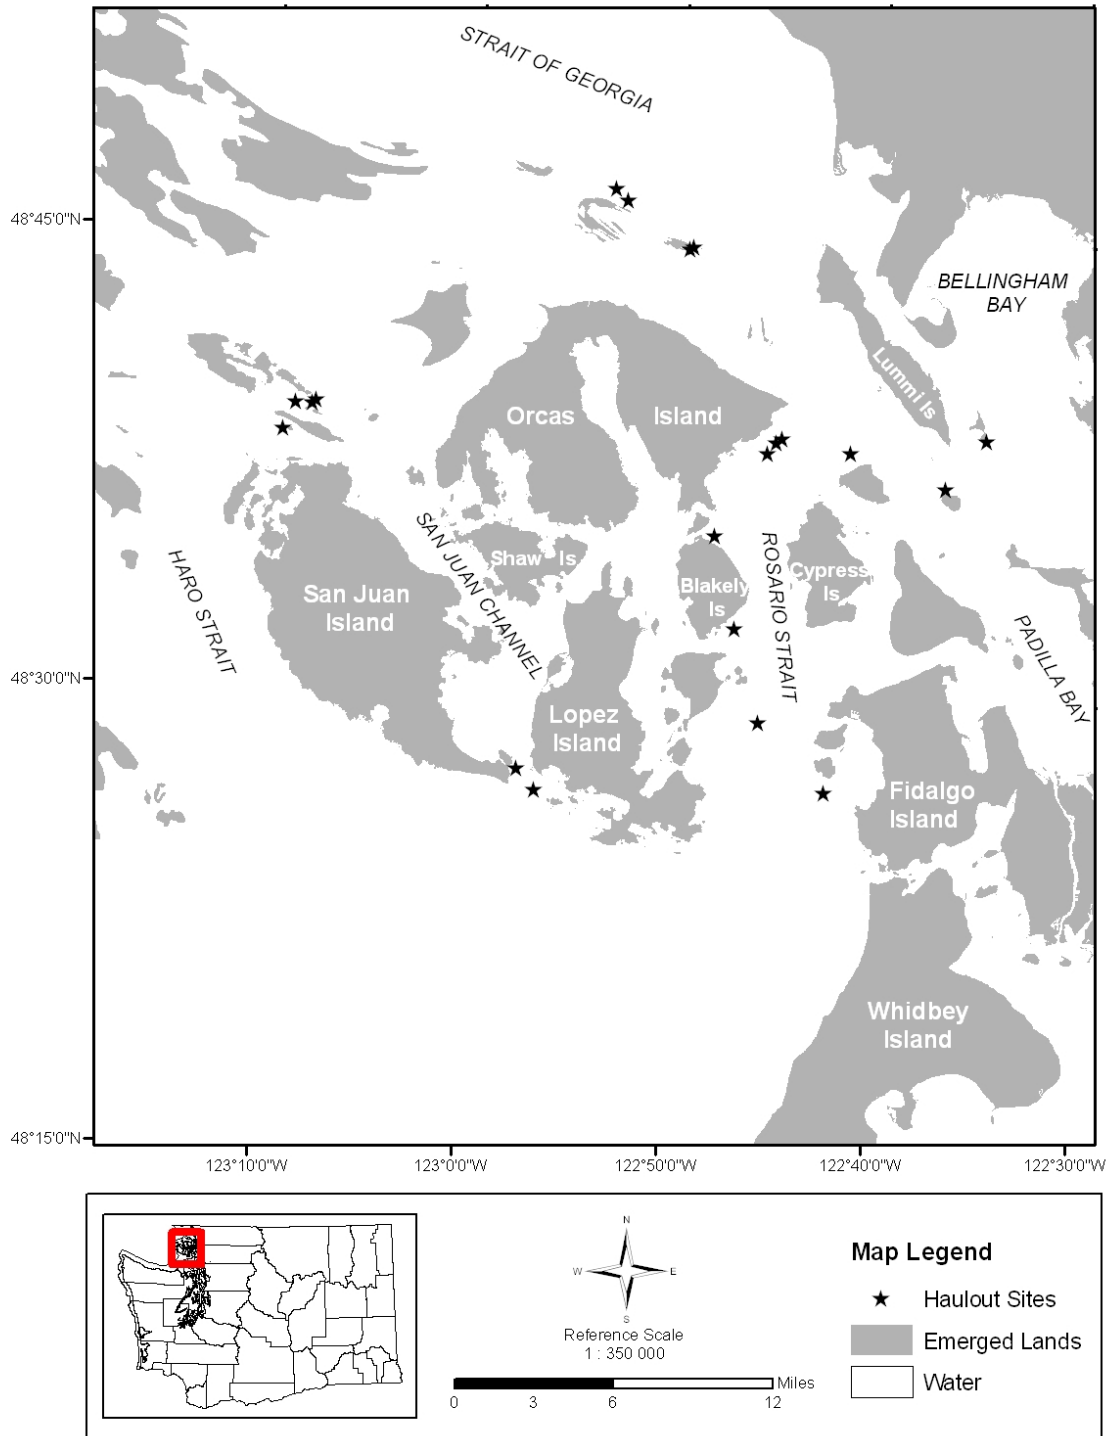 STRAIT OF GEORGIA
48°45'0"N
BELLINGHAM
BAY
Lummi Is
Orcas
Island
SAN JUAN CHANNEL
Shaw Is
HARO STRAIT
San Juan
Island
Blakely
Is
ROSARIO STRAIT
Cypress
Is
PADILLA BAY
48°30'0"N
Lopez
Island
Fidalgo
Island
Whidbey
Island
48°15'0"N
123°10'0"W
123°0'0"W
122°50'0"W
122°40'0"W
122°30'0"W
N
W
E
S
Reference Scale
1 : 350 000
Miles
0
3
6
12
Map Legend
Haulout Sites
Emerged Lands
Water